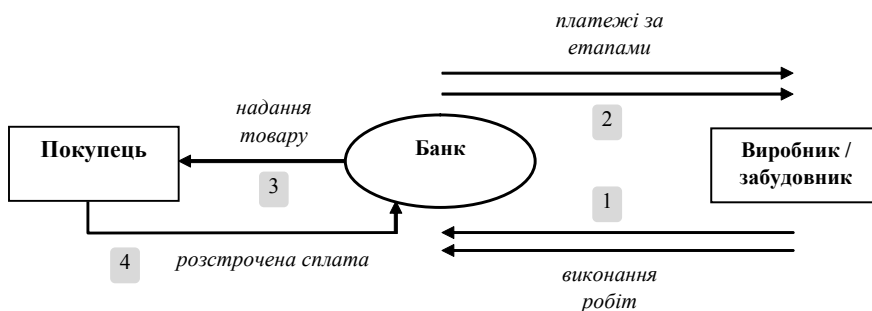 платежі за
етапами
2
надання
товару
Покупець
Банк
Виробник /
забудовник
3
1
4
розстрочена сплата
виконання
робіт